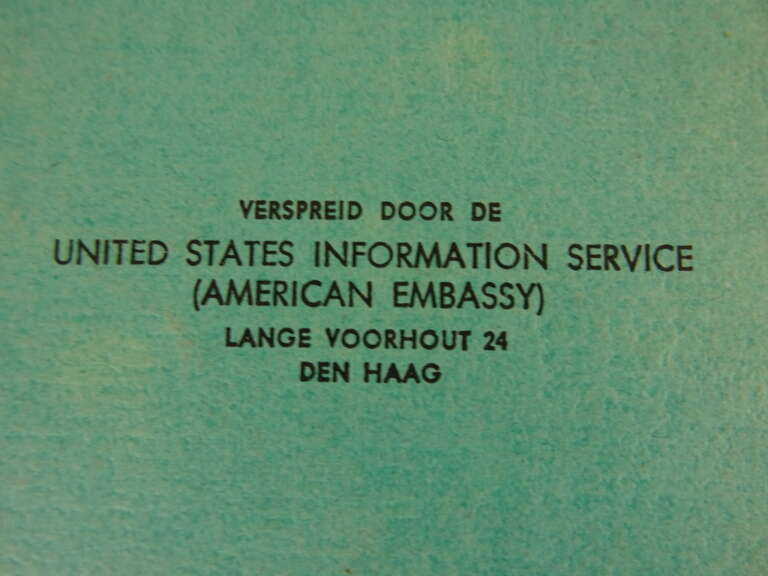 VERSPREID DOOR DE
UNITED STATES INFORMATION SERVICE
(AMERICAN EMBASSY)
LANGE VOORHOUT 24
DEN HAAG